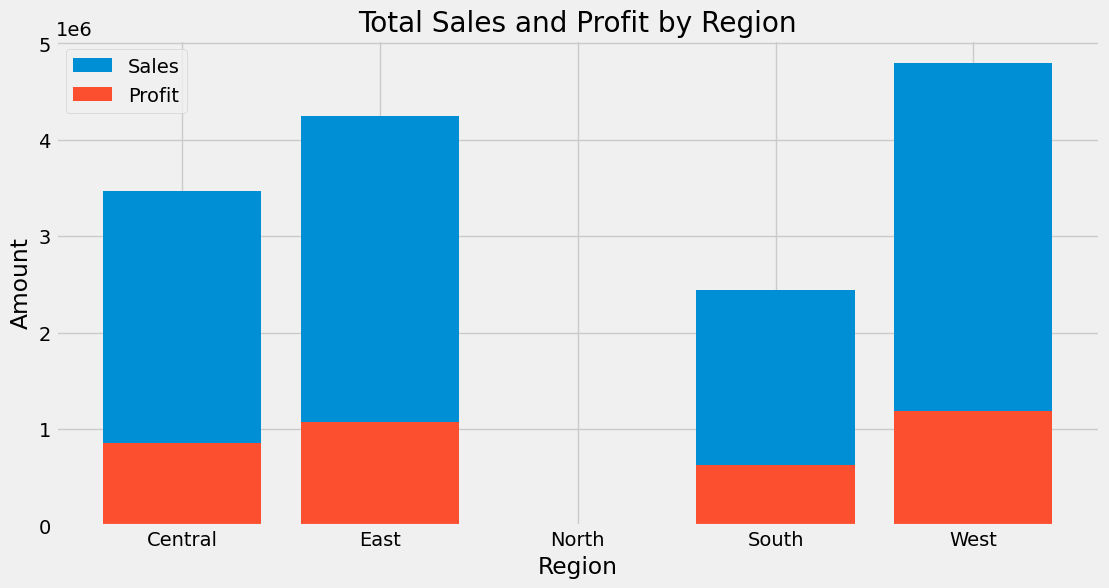 Total Sales and Profit by Region
1e6
Sales
Profit
5
4
3
2
1
0
Amount
Central East North South West
Region